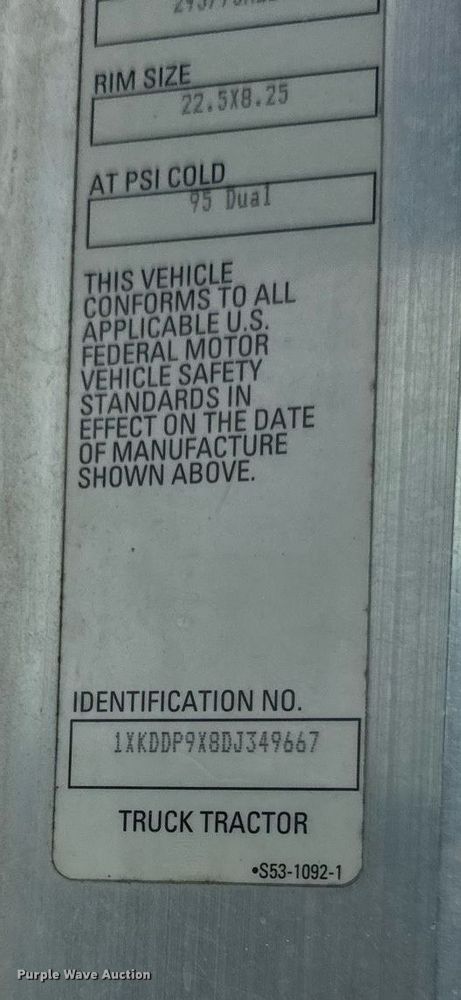 RIM SIZE
22.5X8.25
AT PSI COLD
95 Dual
THIS VEHICLE
CONFORMS TO ALL
APPLICABLE U.S.
FEDERAL MOTOR
VEHICLE SAFETY
STANDARDS IN
EFFECT ON THE DATE
OF MANUFACTURE
SHOWN ABOVE.
IDENTIFICATION NO.
1XKDDP9X8DJ349667
TRUCK TRACTOR
•S53-1092-1
Purple Wave Auction